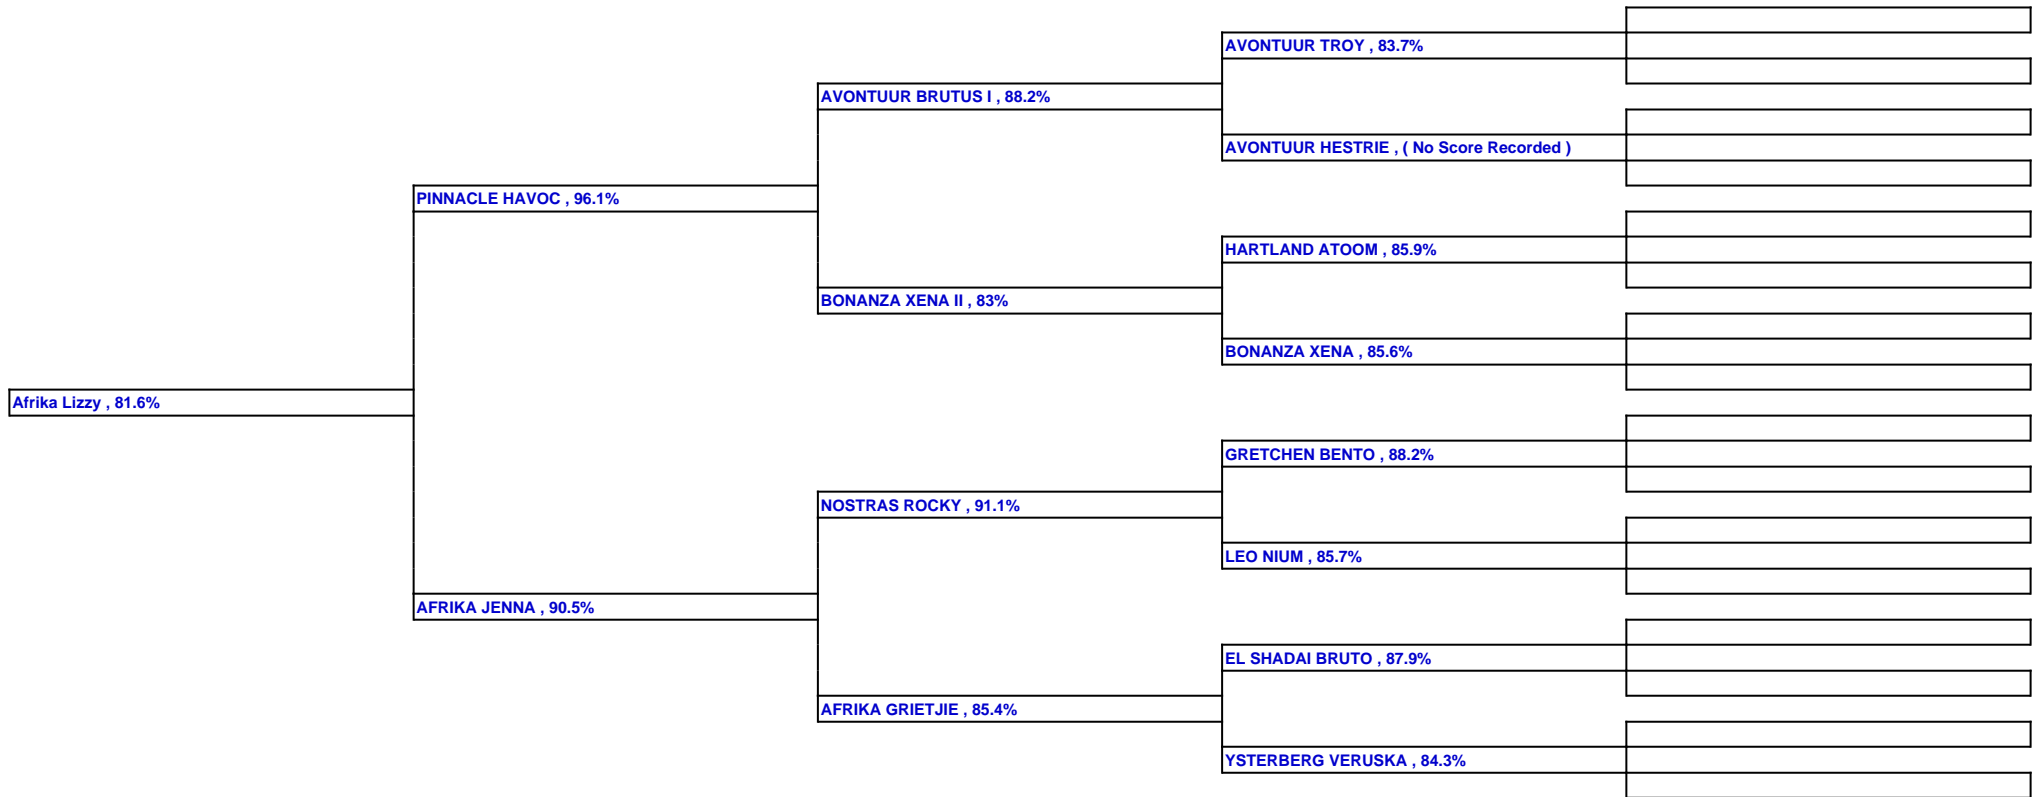 AVONTUUR TROY , 83.7%
AVONTUUR BRUTUS I , 88.2%
AVONTUUR HESTRIE , ( No Score Recorded )
PINNACLE HAVOC , 96.1%
HARTLAND ATOOM , 85.9%
BONANZA XENA II , 83%
BONANZA XENA , 85.6%
Afrika Lizzy , 81.6%
GRETCHEN BENTO , 88.2%
NOSTRAS ROCKY , 91.1%
LEO NIUM , 85.7%
AFRIKA JENNA , 90.5%
EL SHADAI BRUTO , 87.9%
AFRIKA GRIETJIE , 85.4%
YSTERBERG VERUSKA , 84.3%